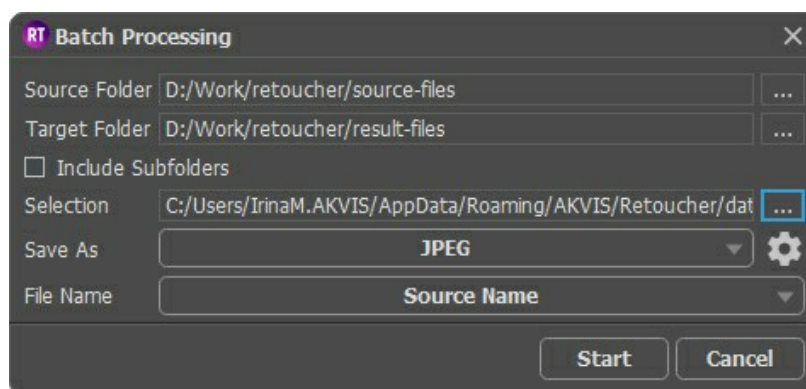 RT Batch Processing
Source Folder D:/Work/retoucher/source-files ...
Target Folder D:/Work/retoucher/result-files ...
Include Subfolders
Selection C:/Users/IrinaM.AKVIS/AppData/Roaming/AKVIS/Retoucher/dat ...
Save As JPEG
File Name Source Name
Start Cancel